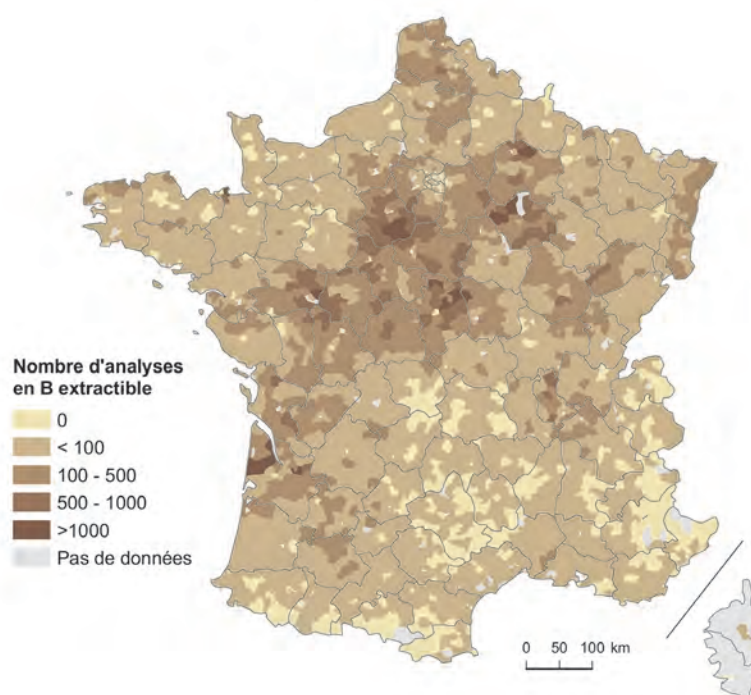 Nombre d'analyses
en B extractible
0
< 100
100 - 500
500 - 1000
>1000
Pas de données
0 50 100 km